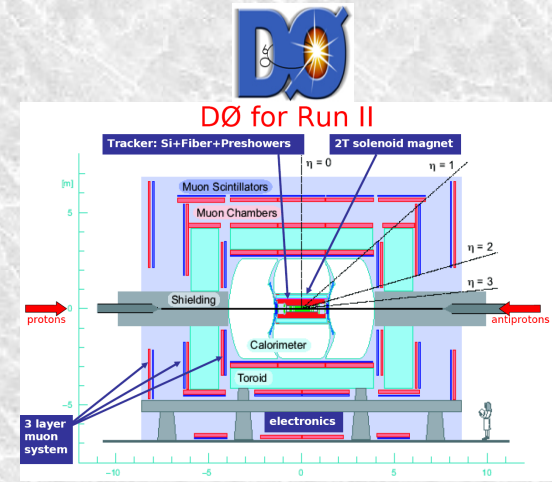 DØ
DØ for Run II
Tracker: Si+Fiber+Preshowers
2T solenoid magnet
η = 0
η = 1
[m]
Muon Scintillators
5
Muon Chambers
η = 2
η = 3
Shielding
0
protons
antiprotons
Calorimeter
Toroid
−5
3 layer
muon
system
electronics
−10
−5
0
5
10